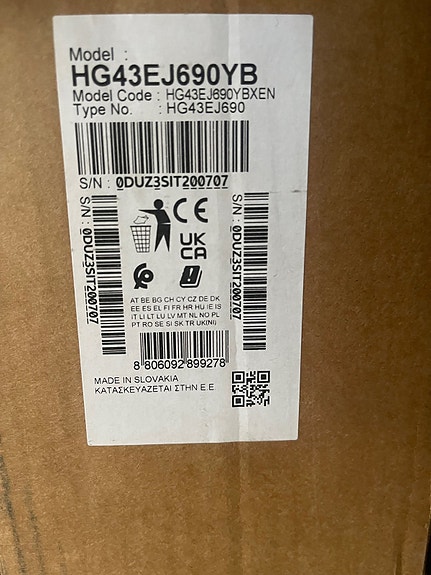 Model :
HG43EJ690YB
Model Code : HG43EJ690YBXEN
Type No. : HG43EJ690
S/N : 0DUZ3SIT200707
S/N : 0DUZ3SIT200707
S/N : 0DUZ3SIT200707
CE
UK
CA
AT BE BG CH CY CZ DE DK
EE ES EL FI FR HR HU IE IS
IT LI LT LU LV MT NL NO PL
PT RO SE SI SK TR UK(NI)
8 806092 899278
MADE IN SLOVAKIA
ΚΑΤΑΣΚΕΥΑΖΕΤΑΙ ΣΤΗΝ Ε.Ε